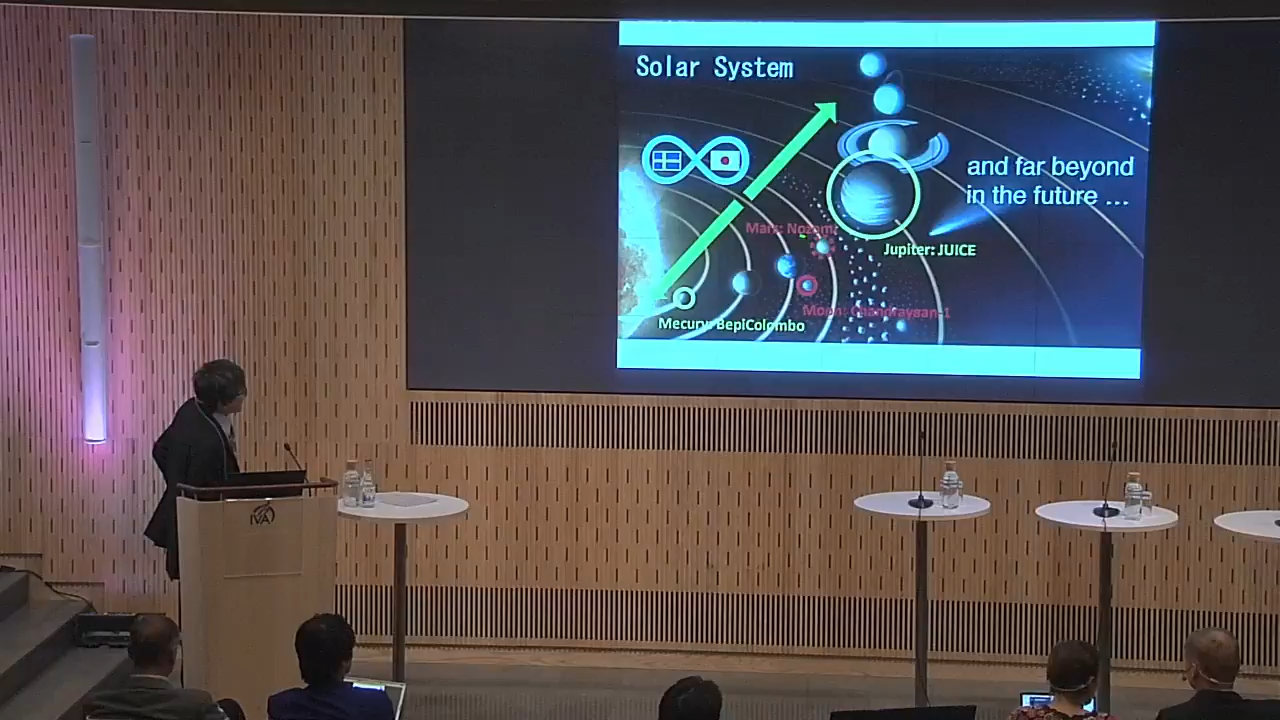 Solar System
and far beyond
in the future ...
Mars: Nozomi
Jupiter: JUICE
Moon: Chandrayaan-1
Mecury: BepiColombo
IVA